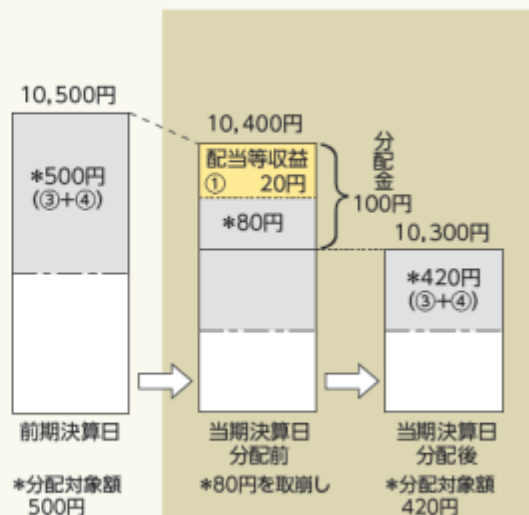 10,500円
*500円
(③+④)
前期決算日
*分配対象額
500円
10,400円
配当等収益
① 20円
*80円
分配金
100円
当期決算日
分配前
*80円を取崩し
10,300円
*420円
(③+④)
当期決算日
分配後
*分配対象額
420円